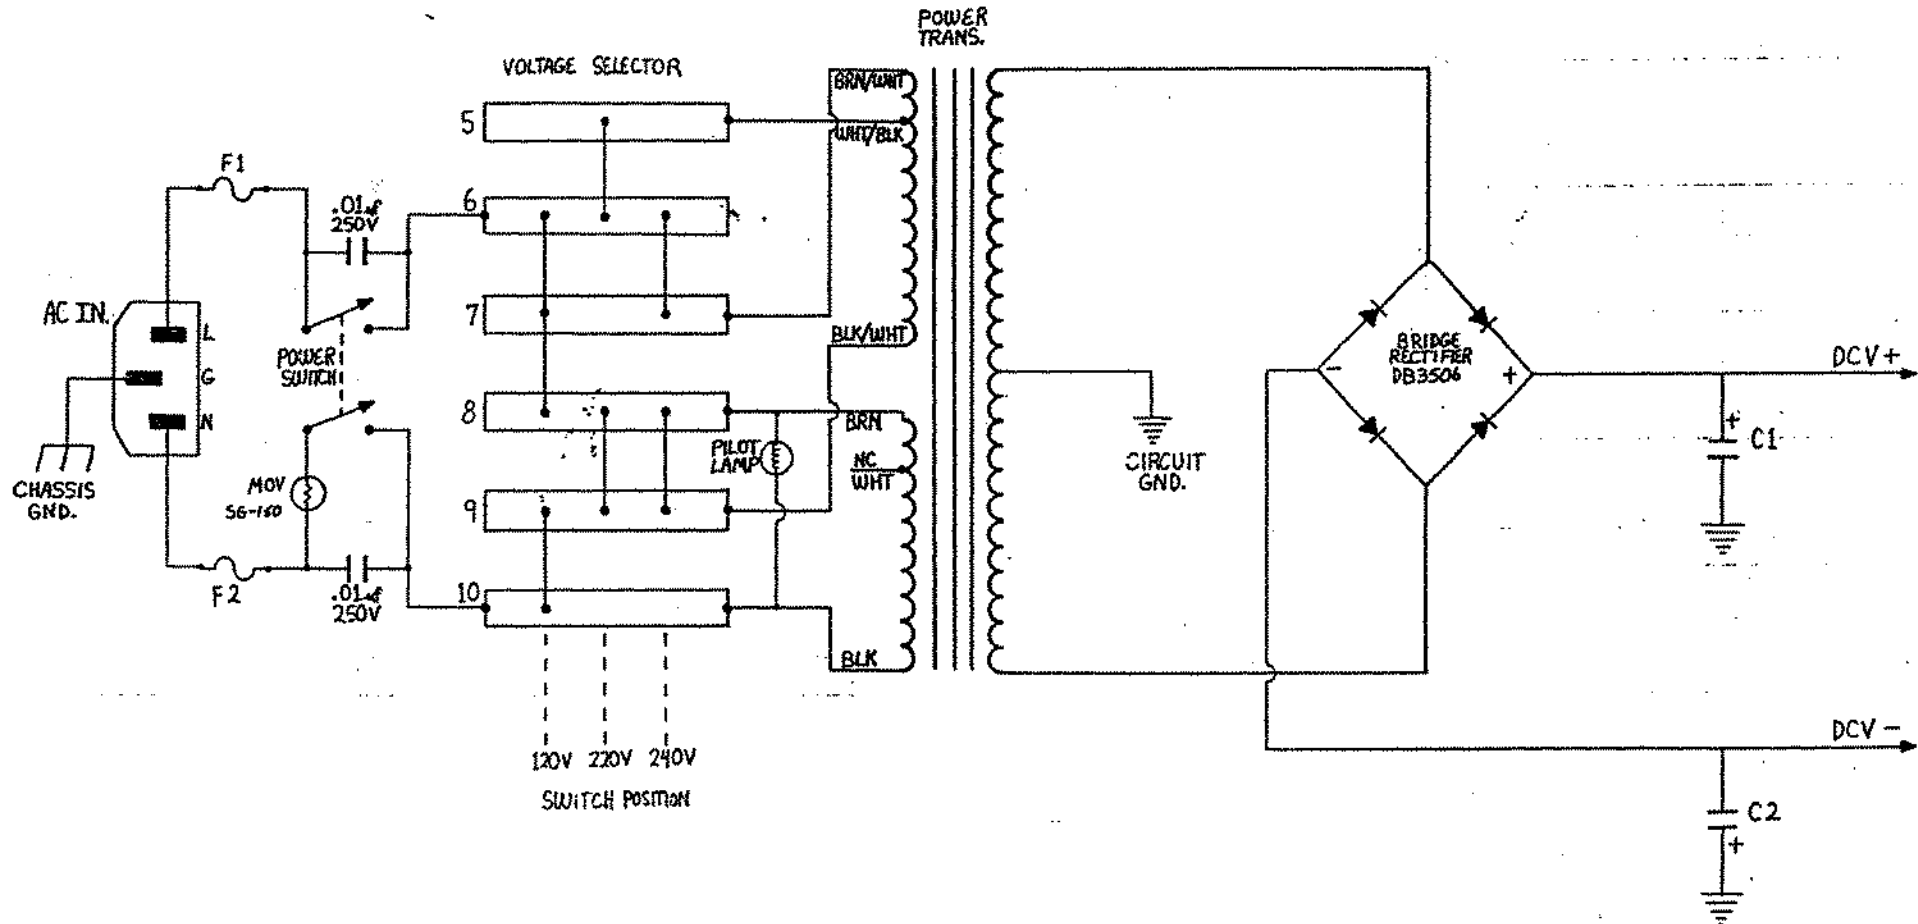 POWER
TRANS.
VOLTAGE SELECTOR
BRN/WHT
5
WHT/BLK
F1
6
.01uf
250V
7
AC IN.
L
POWER
SWITCH
G
N
BLK/WHT
BRIDGE
RECTIFIER
DB3506
-
+
DCV+
8
BRN
PILOT
LAMP
NC
WHT
CIRCUIT
GND.
+
C1
CHASSIS
GND.
MOV
SG-150
9
F2
.01uf
250V
10
BLK
DCV-
120V 220V 240V
SWITCH POSITION
C2
+